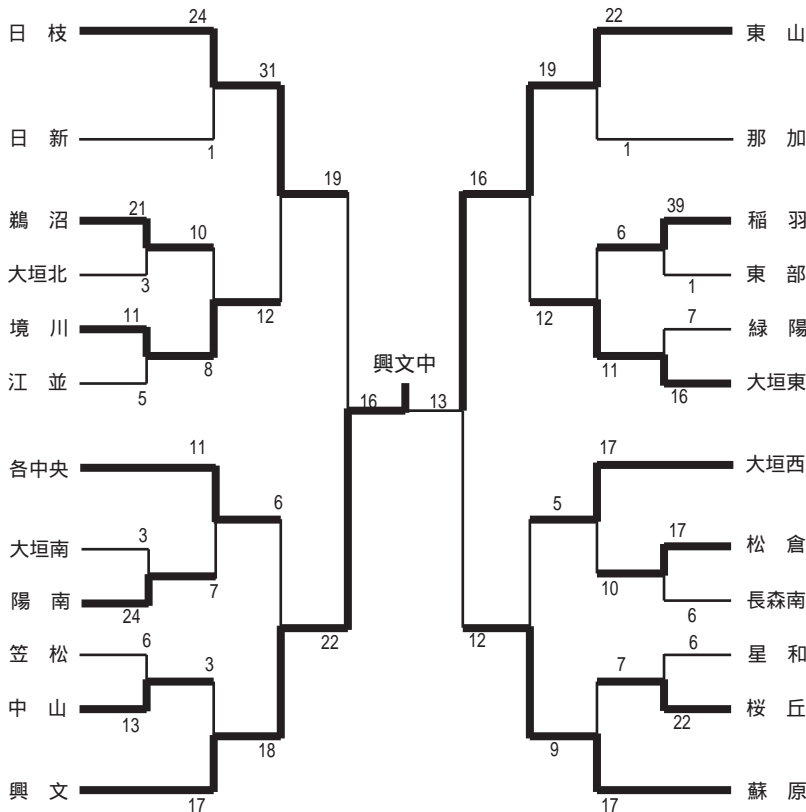 24
22
日 枝
東 山
31
19
日 新
1
1
那 加
19
16
鵜 沼
21
10
6
39
稲 羽
大垣北
3
1
東 部
境 川
11
12
12
7
緑 陽
江 並
5
8
11
16
大垣東
興文中
16
13
各中央
11
17
大垣西
6
5
大垣南
3
17
松 倉
陽 南
24
7
10
6
長森南
笠 松
6
22
12
6
星 和
中 山
13
3
7
22
桜 丘
18
9
興 文
17
17
蘇 原